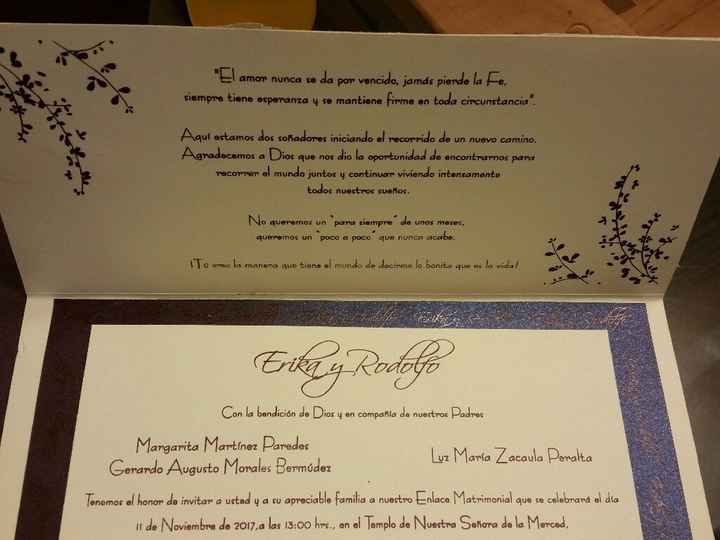 "El amor nunca se da por vencido, jamás pierde la Fe,
siempre tiene esperanza y se mantiene firme en toda circunstancia".
Aquí estamos dos soñadores iniciando el recorrido de un nuevo camino.
Agradecemos a Dios que nos dio la oportunidad de encontrarnos para
recorrer el mundo juntos y continuar viviendo intensamente
todos nuestros sueños.
No queremos un "para siempre" de unos meses,
queremos un "poco a poco" que nunca acabe.
¡Tu eres la manera que tiene el mundo de decirme lo bonita que es la vida!
Erika y Rodolfo
Con la bendición de Dios y en compañía de nuestros Padres
Margarita Martínez Paredes
Gerardo Augusto Morales Bermúdez
Luz María Zacaula Peralta
Tenemos el honor de invitar a usted y a su apreciable familia a nuestro Enlace Matrimonial que se celebrará el día
11 de Noviembre de 2017,a las 13:00 hrs., en el Templo de Nuestra Señora de la Merced,